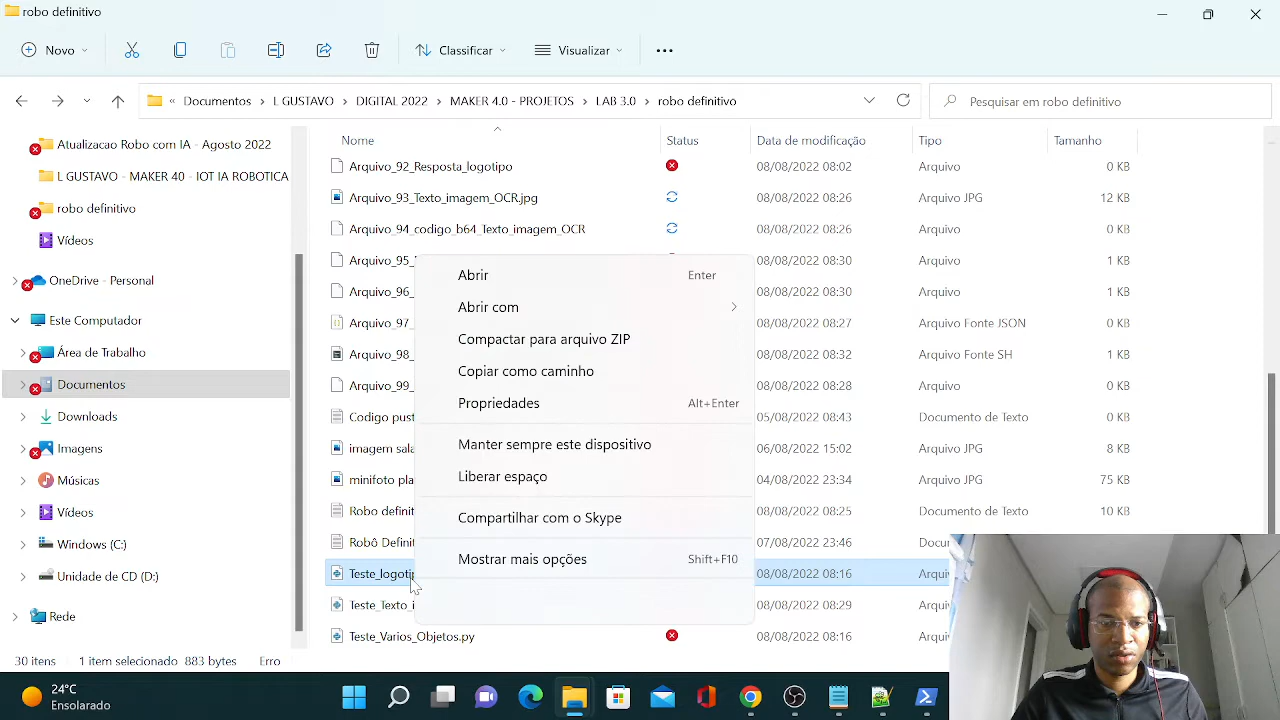 robo definitivo
Novo
Classificar
Visualizar
« Documentos > L GUSTAVO > DIGITAL 2022 > MAKER 4.0 - PROJETOS > LAB 3.0 > robo definitivo
Pesquisar em robo definitivo
Atualizacao Robo com IA - Agosto 2022
L GUSTAVO - MAKER 40 - IOT IA ROBOTICA
robo definitivo
Vídeos
OneDrive - Personal
Este Computador
Área de Trabalho
Documentos
Downloads
Imagens
Músicas
Vídeos
Windows (C:)
Unidade de CD (D:)
Rede
Nome Status Data de modificação Tipo Tamanho
Arquivo_92_Resposta_logotipo 08/08/2022 08:02 Arquivo 0 KB
Arquivo_93_Texto_imagem_OCR.jpg 08/08/2022 08:26 Arquivo JPG 12 KB
Arquivo_94_codigo_b64_Texto_imagem_OCR 08/08/2022 08:26 Arquivo 0 KB
Arquivo_95_ 08/08/2022 08:30 Arquivo 1 KB
Arquivo_96_ 08/08/2022 08:30 Arquivo 1 KB
Arquivo_97_ 08/08/2022 08:27 Arquivo Fonte JSON 0 KB
Arquivo_98_ 08/08/2022 08:32 Arquivo Fonte SH 1 KB
Arquivo_99_ 08/08/2022 08:28 Arquivo 0 KB
Codigo pust 05/08/2022 08:43 Documento de Texto 0 KB
imagem sala 06/08/2022 15:02 Arquivo JPG 8 KB
minifoto pla 04/08/2022 23:34 Arquivo JPG 75 KB
Robo definit 08/08/2022 08:25 Documento de Texto 10 KB
Robô Defini 07/08/2022 23:46 Docu
Teste_logoti 08/08/2022 08:16 Arqui
Teste_Texto_i 08/08/2022 08:29 Arqui
Teste_Varios_Objetos.py 08/08/2022 08:16 Arqui
Abrir Enter
Abrir com
Compactar para arquivo ZIP
Copiar como caminho
Propriedades Alt+Enter
Manter sempre este dispositivo
Liberar espaço
Compartilhar com o Skype
Mostrar mais opções Shift+F10
30 itens 1 item selecionado 883 bytes Erro
24°C
Ensolarado